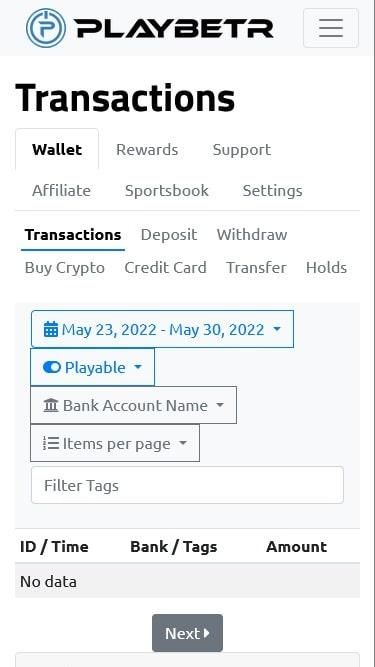 PLAYBETR
Transactions
Wallet Rewards Support
Affiliate Sportsbook Settings
Transactions Deposit Withdraw
Buy Crypto Credit Card Transfer Holds
May 23, 2022 - May 30, 2022
Playable
Bank Account Name
Items per page
Filter Tags
ID / Time Bank / Tags Amount
No data
Next